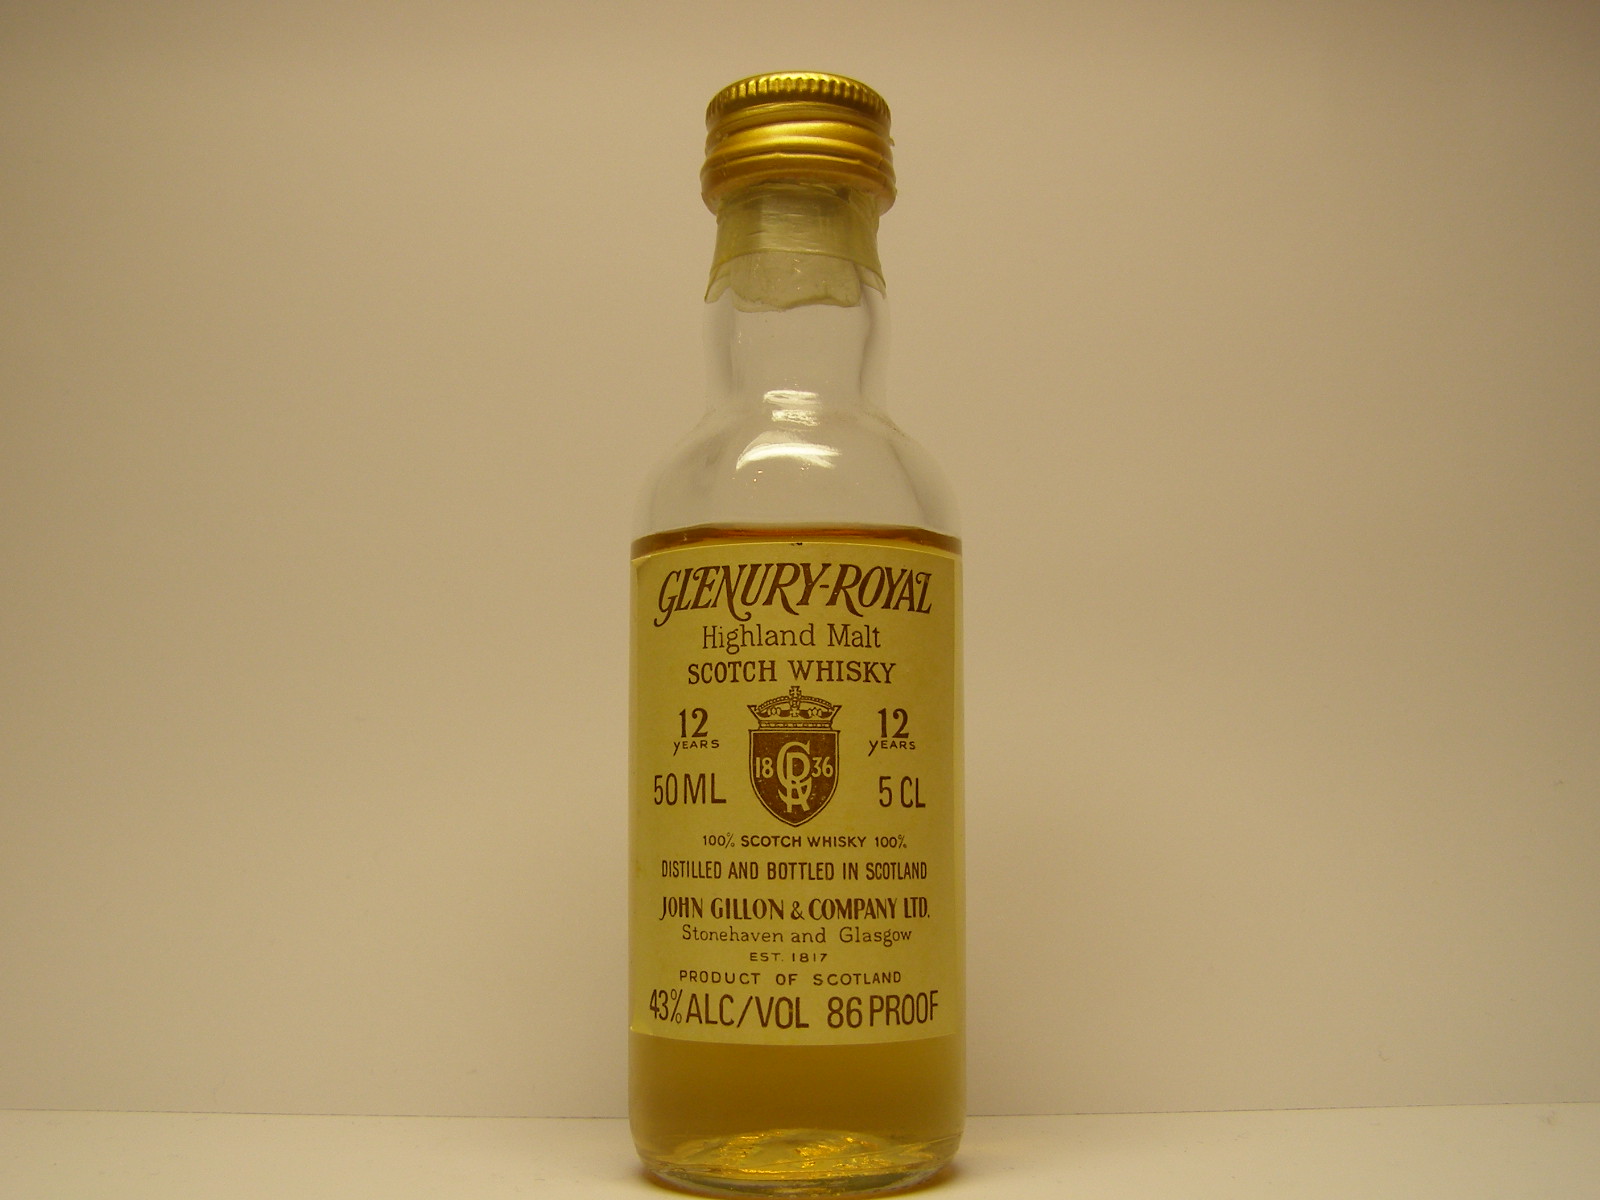 GLENURY-ROYAL
Highland Malt
SCOTCH WHISKY
12 12
YEARS YEARS
18 36
50 ML 5 CL
100% SCOTCH WHISKY 100%
DISTILLED AND BOTTLED IN SCOTLAND
JOHN GILLON & COMPANY LTD.
Stonehaven and Glasgow
EST. 1817
PRODUCT OF SCOTLAND
43% ALC/VOL 86 PROOF